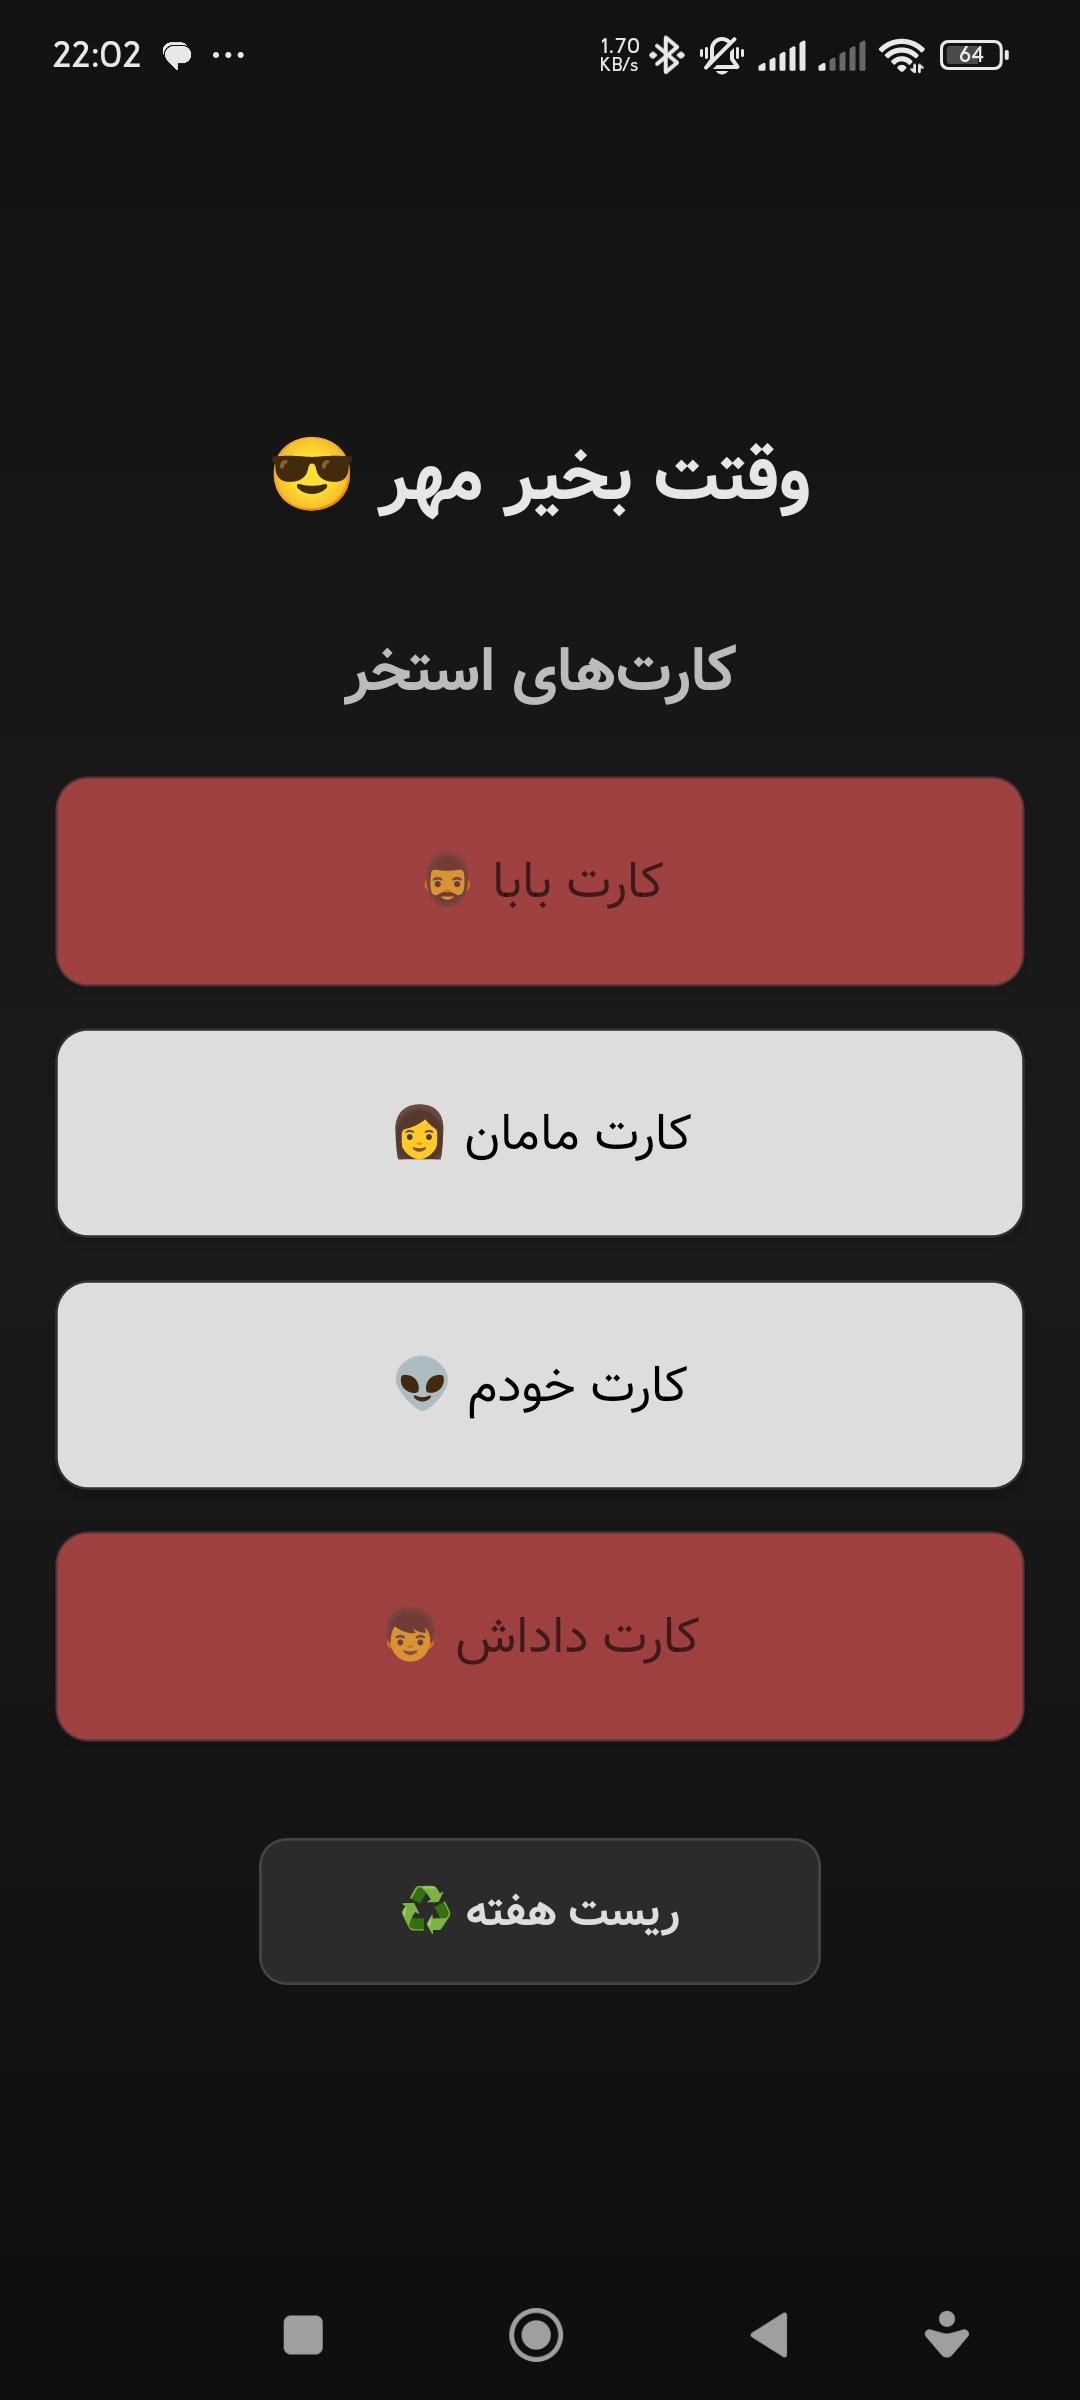 22:02
1.70 KB/s
64
وقتت بخیر مهر 😎
کارت‌های استخر
کارت بابا 🧔
کارت مامان 👩
کارت خودم 👽
کارت داداش 👦
ریست هفته ♻️